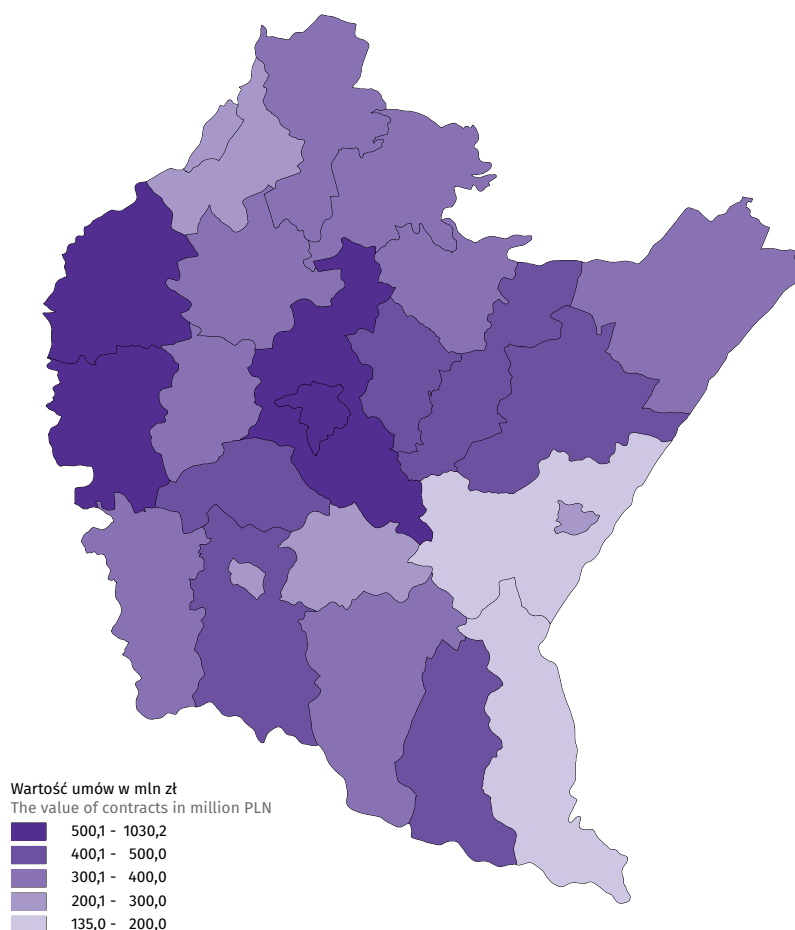 Wartość umów w mln zł
The value of contracts in million PLN
500,1 - 1030,2
400,1 - 500,0
300,1 - 400,0
200,1 - 300,0
135,0 - 200,0